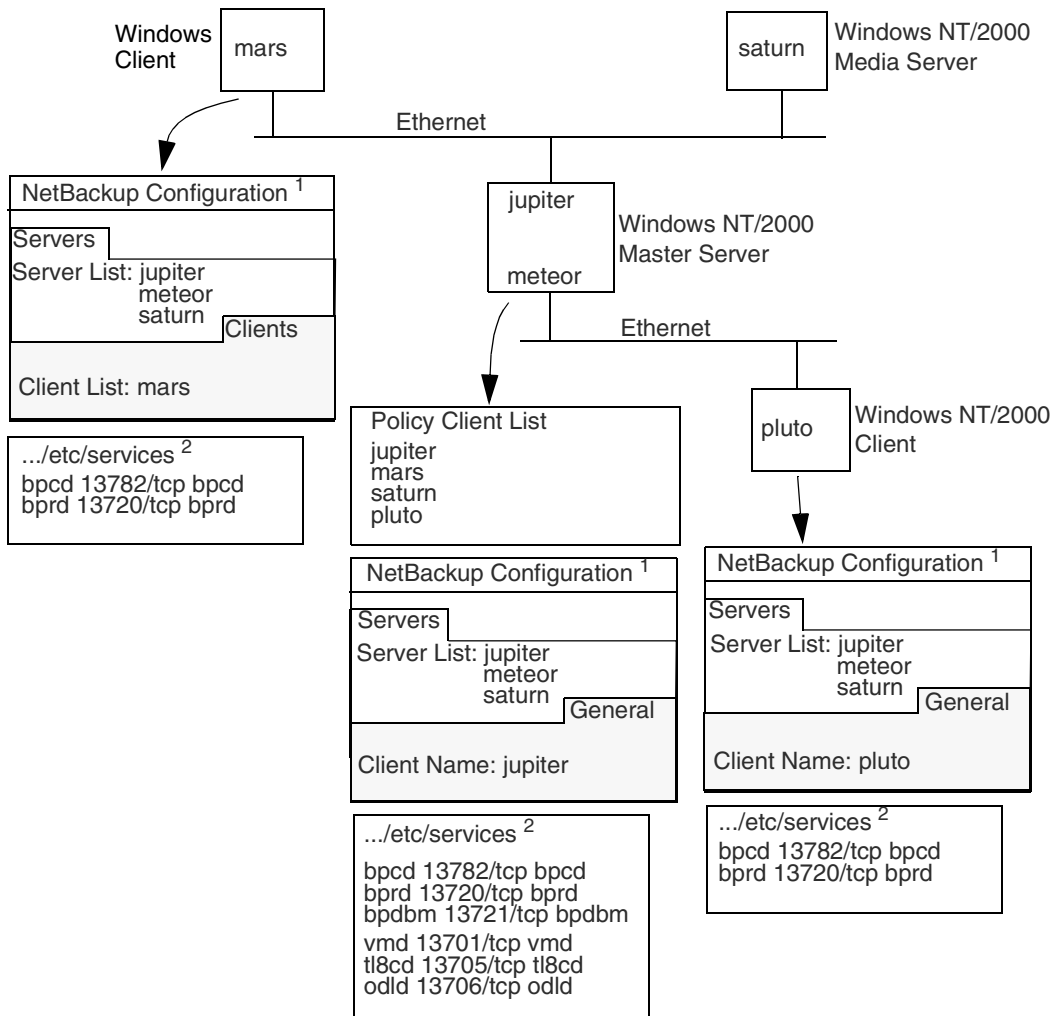 Windows
Client
mars
saturn
Windows NT/2000
Media Server
Ethernet
NetBackup Configuration 1
Servers
Server List: jupiter
meteor
saturn
Clients
Client List: mars
.../etc/services 2
bpcd 13782/tcp bpcd
bprd 13720/tcp bprd
jupiter
meteor
Windows NT/2000
Master Server
Ethernet
pluto
Windows NT/2000
Client
Policy Client List
jupiter
mars
saturn
pluto
NetBackup Configuration 1
Servers
Server List: jupiter
meteor
saturn
General
Client Name: jupiter
.../etc/services 2
bpcd 13782/tcp bpcd
bprd 13720/tcp bprd
bpdbm 13721/tcp bpdbm
vmd 13701/tcp vmd
tl8cd 13705/tcp tl8cd
odld 13706/tcp odld
NetBackup Configuration 1
Servers
Server List: jupiter
meteor
saturn
General
Client Name: pluto
.../etc/services 2
bpcd 13782/tcp bpcd
bprd 13720/tcp bprd